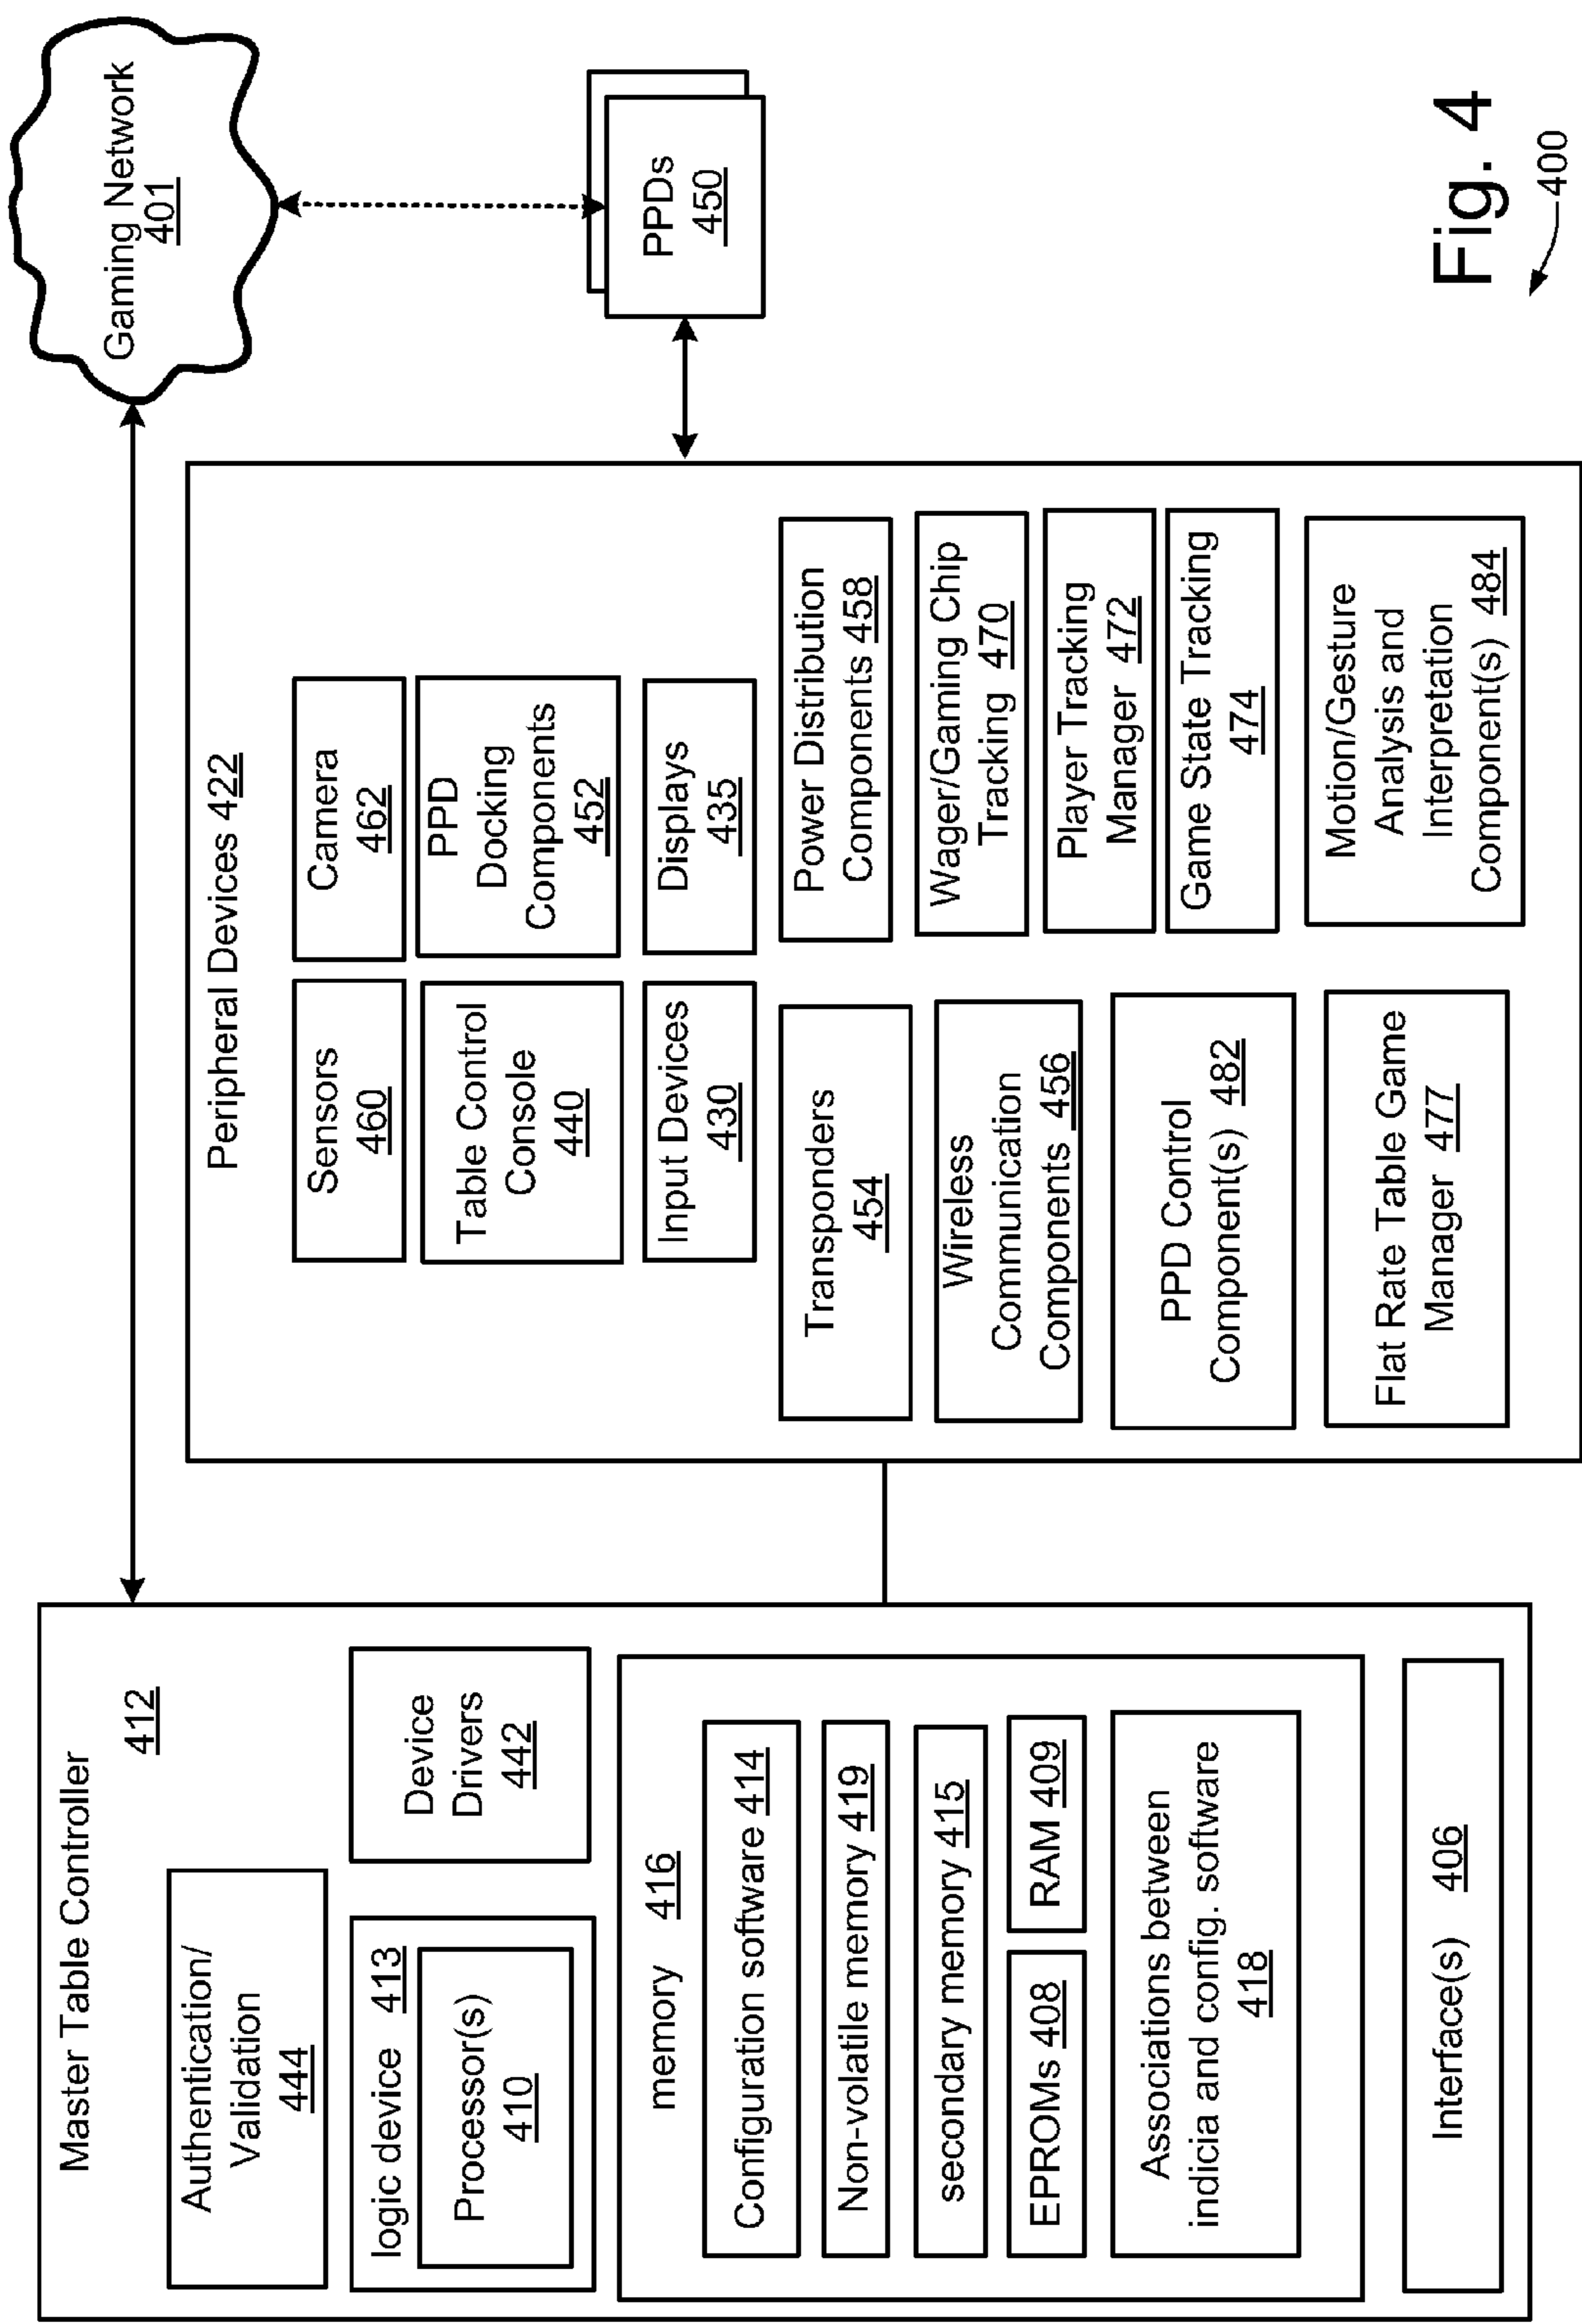 Master Table Controller
412
Authentication/
Validation
444
logic device 413
Processor(s)
410
Device
Drivers
442
memory 416
Configuration software 414
Non-volatile memory 419
secondary memory 415
EPROMs 408
RAM 409
Associations between
indicia and config. software
418
Interface(s) 406
Peripheral Devices 422
Sensors
460
Camera
462
Table Control
Console
440
PPD
Docking
Components
452
Input Devices
430
Displays
435
Transponders
454
Power Distribution
Components 458
Wireless
Communication
Components 456
Wager/Gaming Chip
Tracking 470
Player Tracking
Manager 472
PPD Control
Component(s) 482
Game State Tracking
474
Flat Rate Table Game
Manager 477
Motion/Gesture
Analysis and
Interpretation
Component(s) 484
Gaming Network
401
PPDs
450
Fig. 4
400